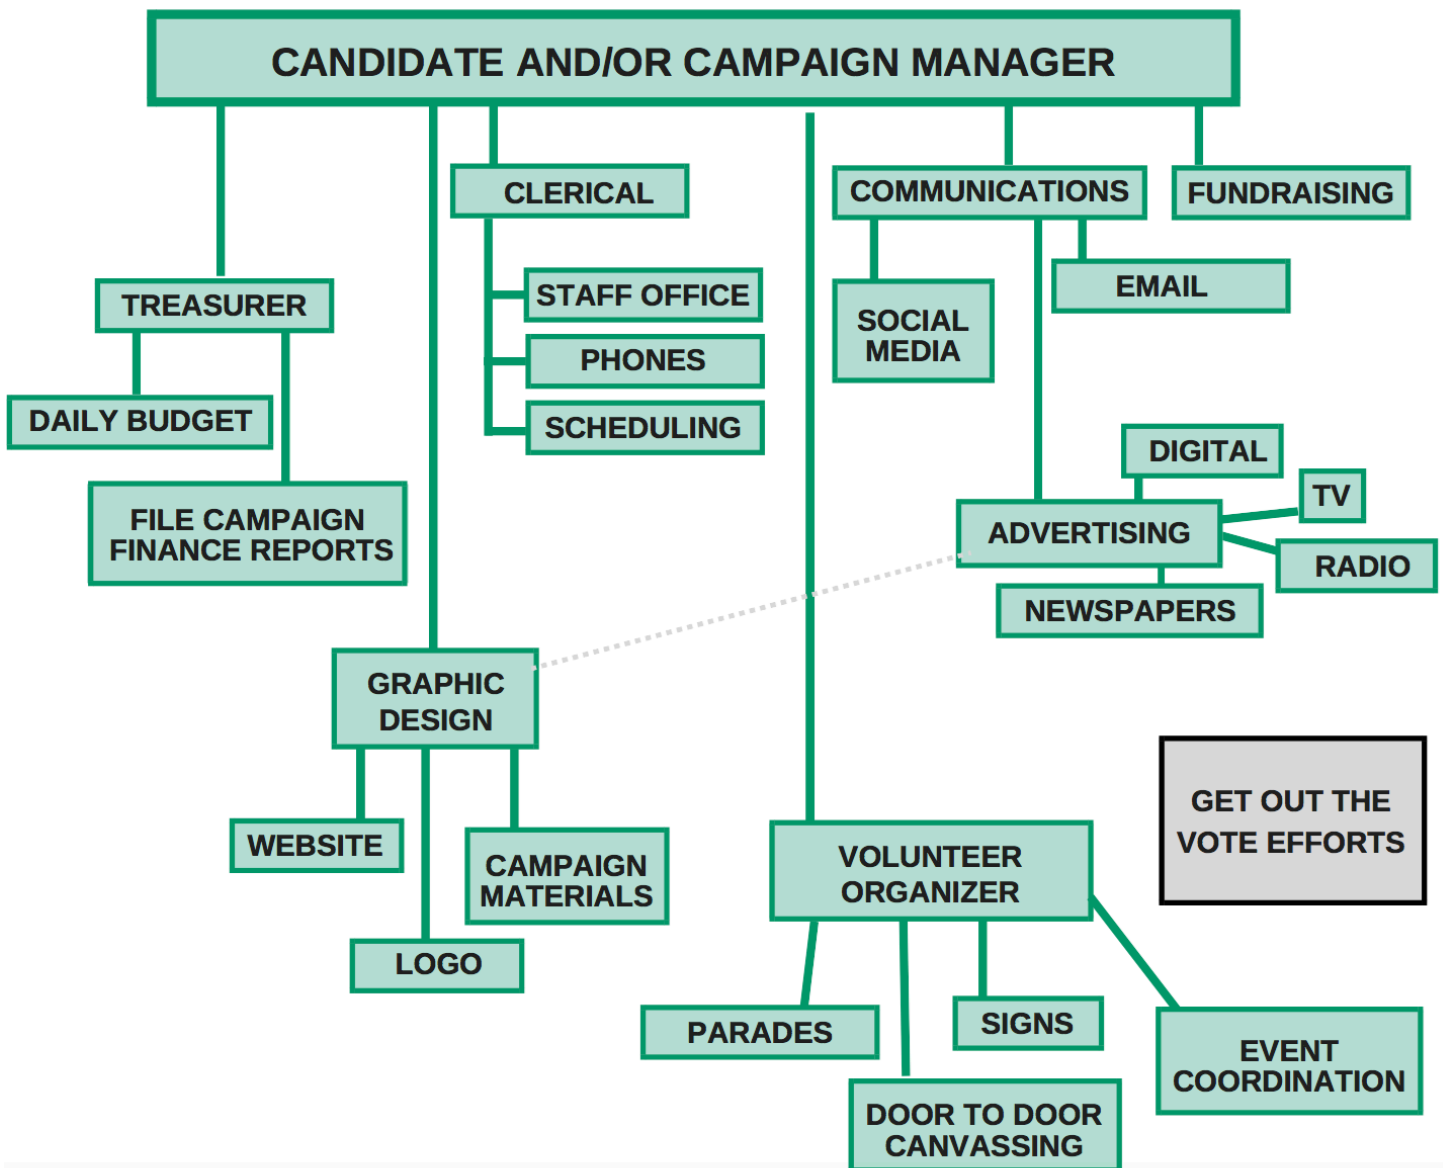 CANDIDATE AND/OR CAMPAIGN MANAGER
CLERICAL
COMMUNICATIONS
FUNDRAISING
TREASURER
STAFF OFFICE
PHONES
SCHEDULING
SOCIAL
MEDIA
EMAIL
DAILY BUDGET
FILE CAMPAIGN
FINANCE REPORTS
DIGITAL
TV
ADVERTISING
RADIO
NEWSPAPERS
GRAPHIC
DESIGN
WEBSITE
CAMPAIGN
MATERIALS
LOGO
GET OUT THE
VOTE EFFORTS
VOLUNTEER
ORGANIZER
PARADES
SIGNS
DOOR TO DOOR
CANVASSING
EVENT
COORDINATION